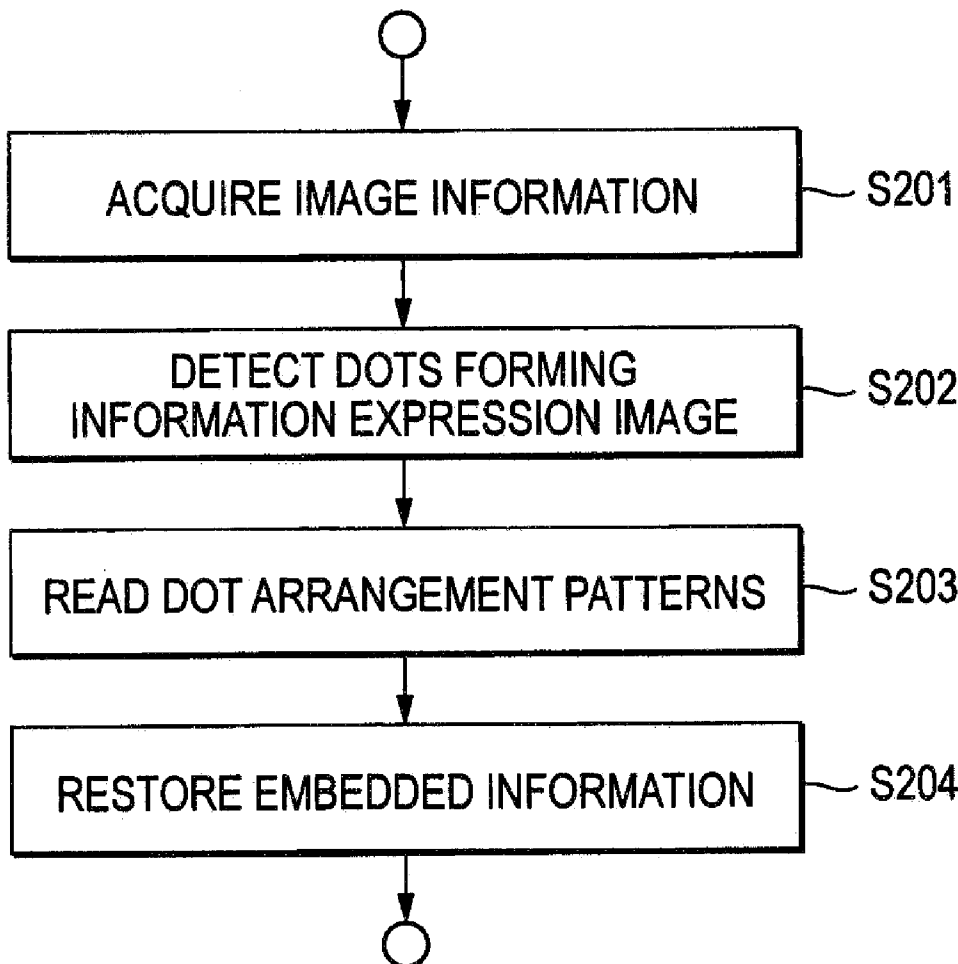 ACQUIRE IMAGE INFORMATION
S201
DETECT DOTS FORMING
INFORMATION EXPRESSION IMAGE
S202
READ DOT ARRANGEMENT PATTERNS
S203
RESTORE EMBEDDED INFORMATION
S204